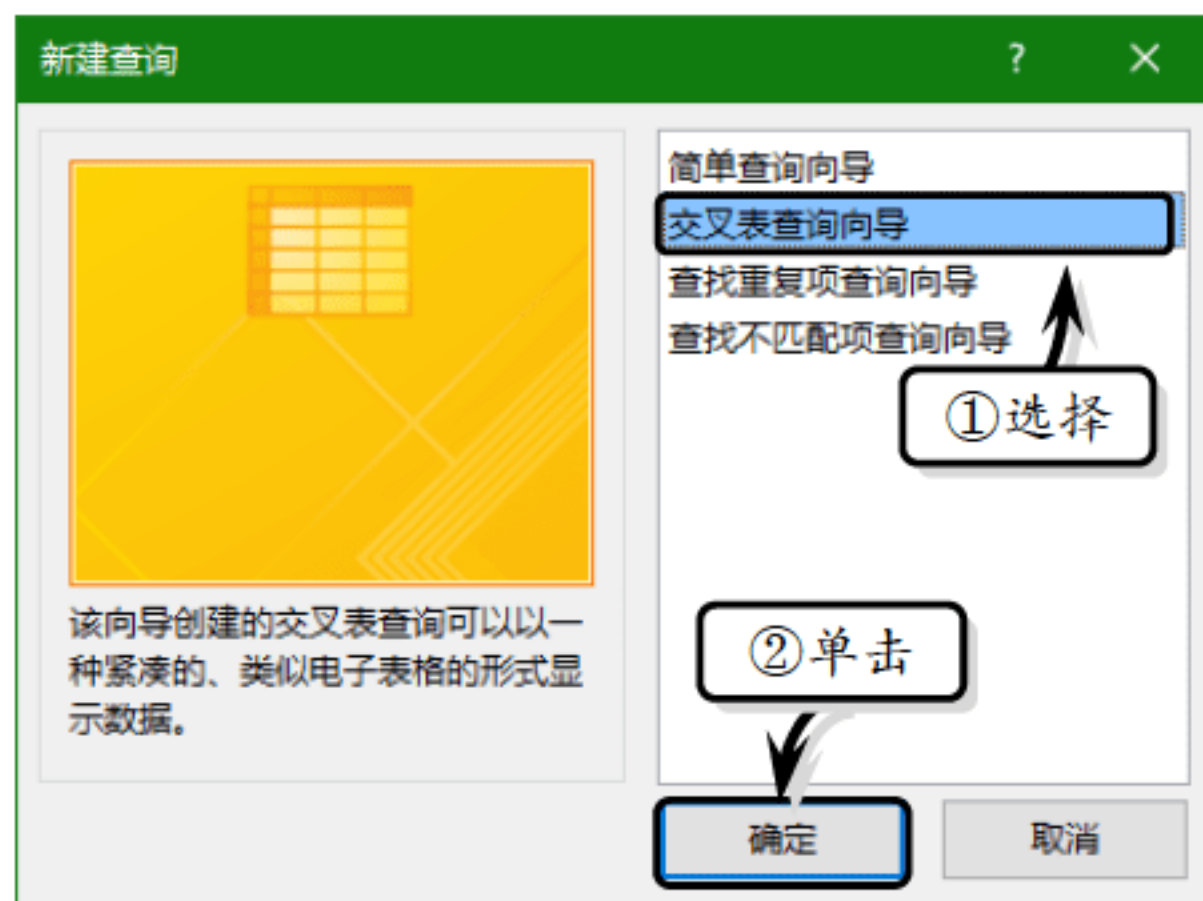 新建查询
?
×
简单查询向导
交叉表查询向导
查找重复项查询向导
查找不匹配项查询向导
①选择
该向导创建的交叉表查询可以以一
种紧凑的、类似电子表格的形式显
示数据。
②单击
确定
取消